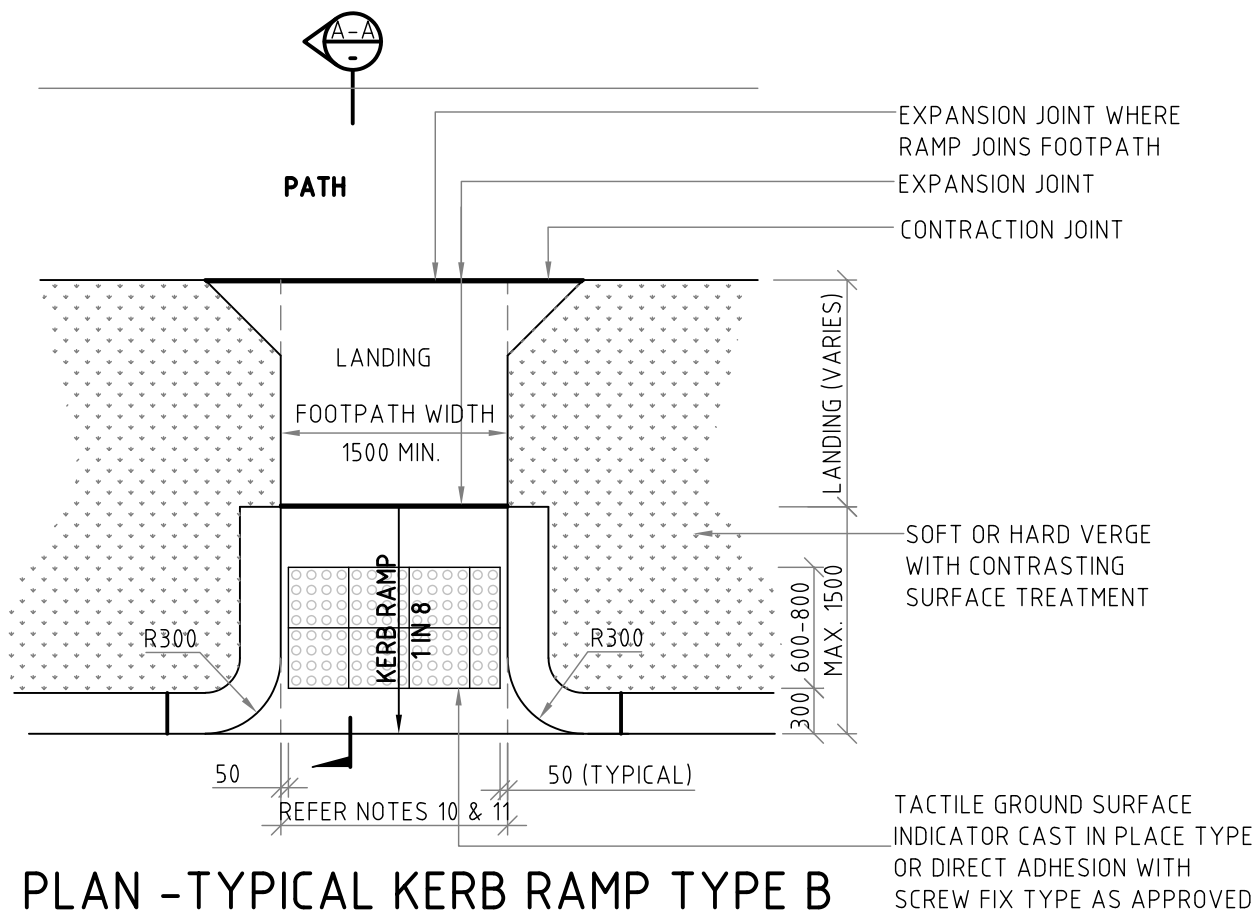 A-A
-
EXPANSION JOINT WHERE
RAMP JOINS FOOTPATH
PATH
EXPANSION JOINT
CONTRACTION JOINT
LANDING
FOOTPATH WIDTH
1500 MIN.
LANDING (VARIES)
SOFT OR HARD VERGE
WITH CONTRASTING
SURFACE TREATMENT
KERB RAMP
1 IN 8
R300
R300
600-800
MAX. 1500
300
50
50 (TYPICAL)
REFER NOTES 10 & 11
TACTILE GROUND SURFACE
INDICATOR CAST IN PLACE TYPE
OR DIRECT ADHESION WITH
SCREW FIX TYPE AS APPROVED
PLAN -TYPICAL KERB RAMP TYPE B